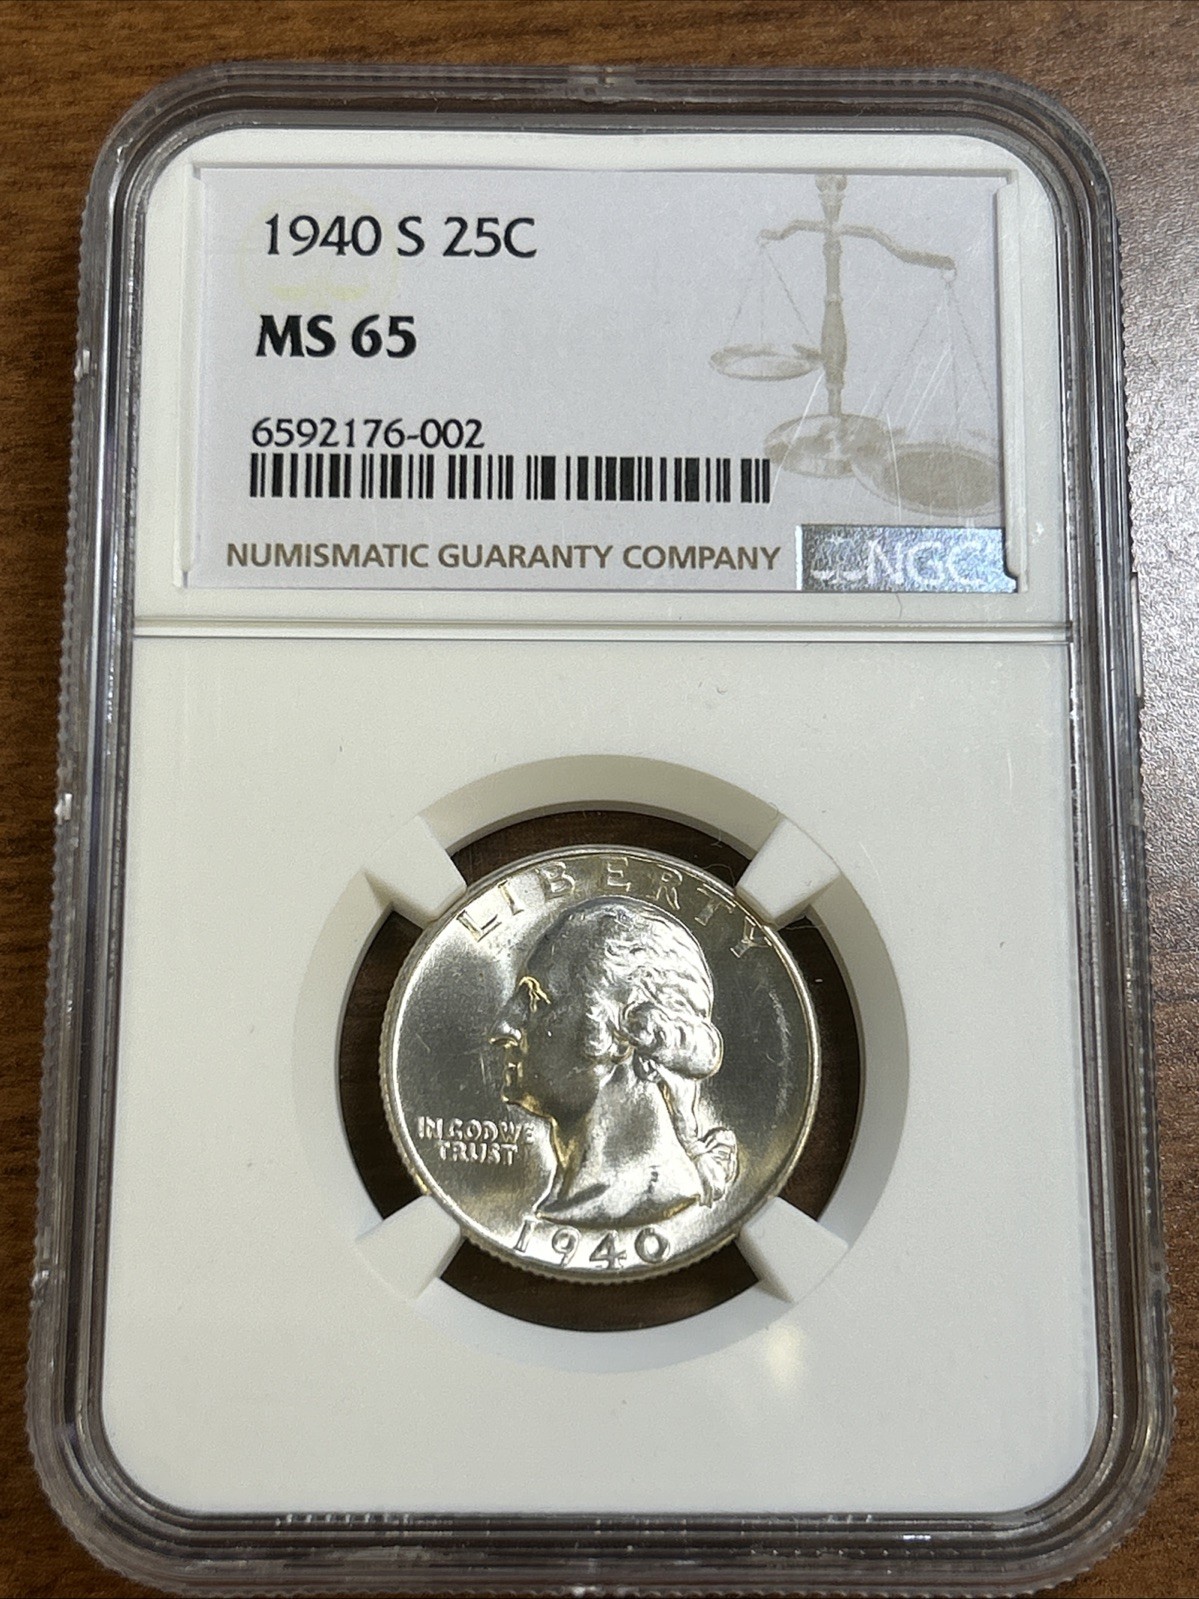 1940 S 25C
MS 65
6592176-002
NUMISMATIC GUARANTY COMPANY
NGC
LIBERTY
IN GOD WE
TRUST
1940